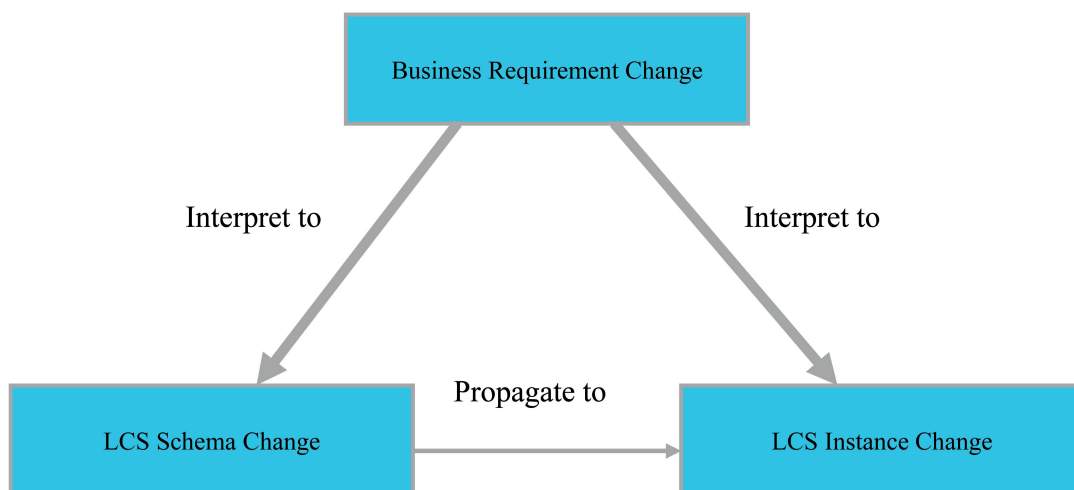 Business Requirement Change
Interpret to
Interpret to
Propagate to
LCS Schema Change
LCS Instance Change